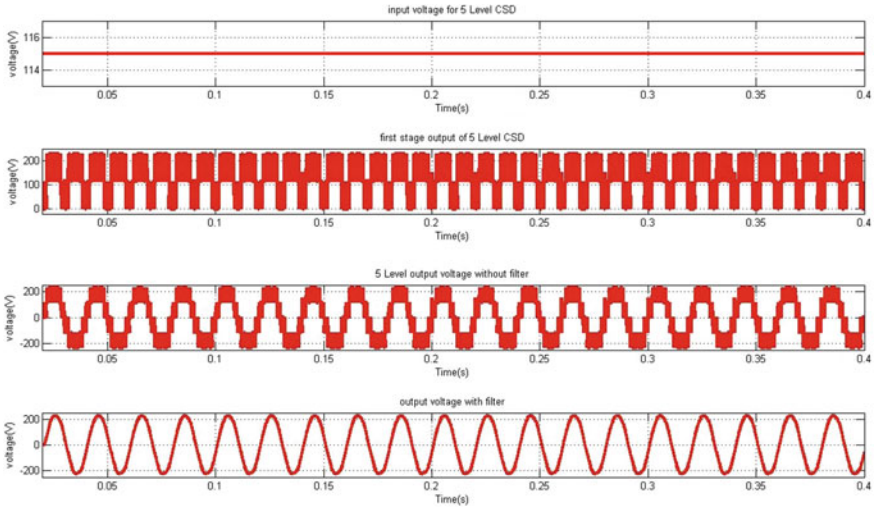 input voltage for 5 Level CSD
voltage(V)
116
114
0.05 0.1 0.15 0.2 0.25 0.3 0.35 0.4
Time(s)
first stage output of 5 Level CSD
voltage(V)
200
100
0
0.05 0.1 0.15 0.2 0.25 0.3 0.35 0.4
Time(s)
5 Level output voltage without filter
voltage(V)
200
0
-200
0.05 0.1 0.15 0.2 0.25 0.3 0.35 0.4
Time(s)
output voltage with filter
voltage(V)
200
0
-200
0.05 0.1 0.15 0.2 0.25 0.3 0.35 0.4
Time(s)